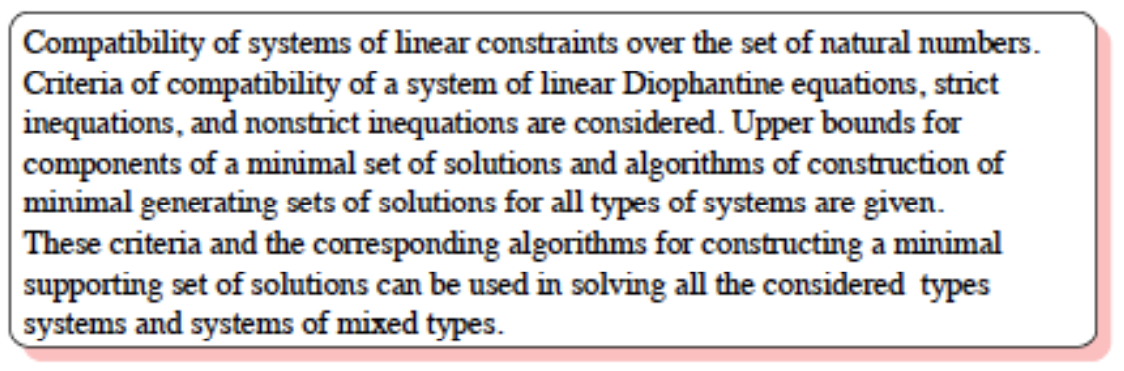 Compatibility of systems of linear constraints over the set of natural numbers.
Criteria of compatibility of a system of linear Diophantine equations, strict
inequations, and nonstrict inequations are considered. Upper bounds for
components of a minimal set of solutions and algorithms of construction of
minimal generating sets of solutions for all types of systems are given.
These criteria and the corresponding algorithms for constructing a minimal
supporting set of solutions can be used in solving all the considered types
systems and systems of mixed types.